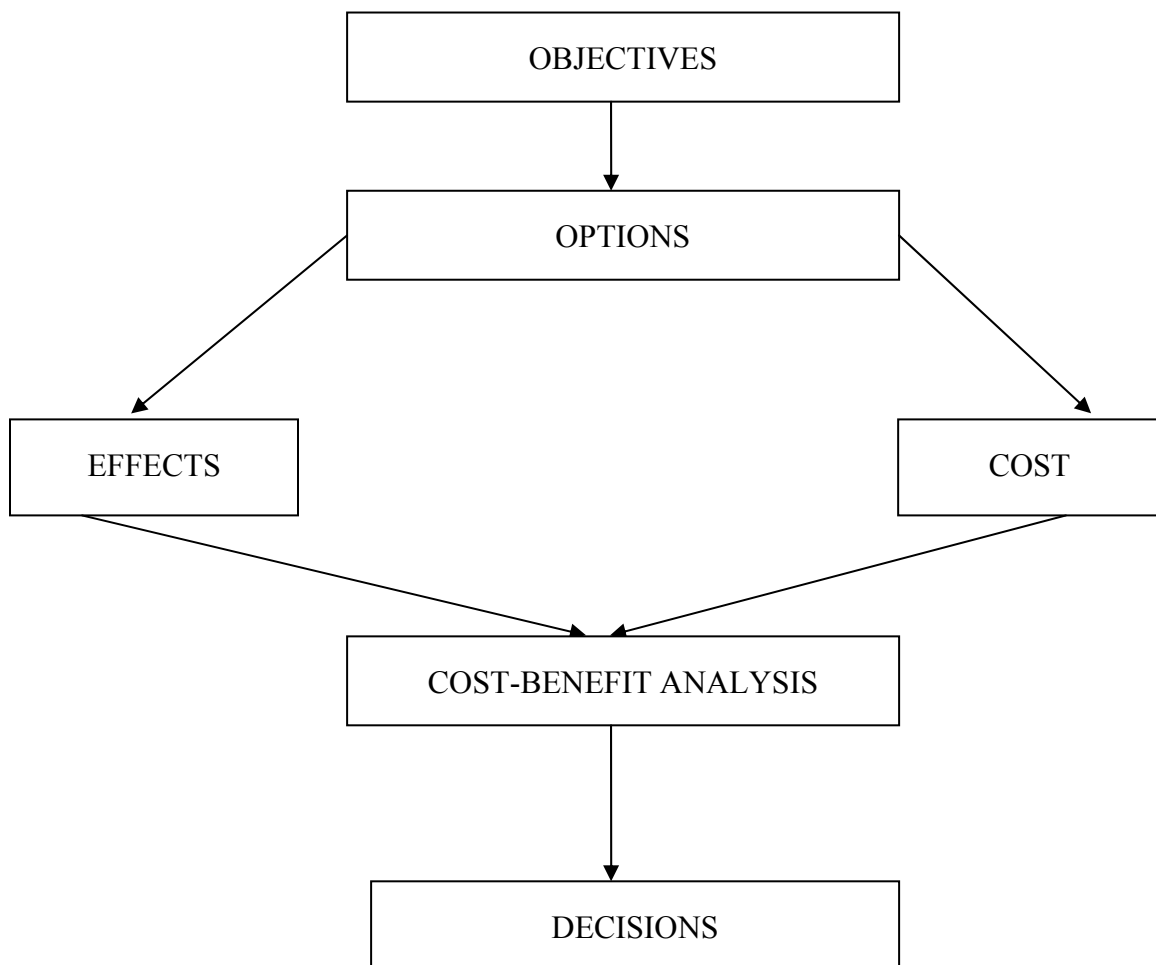 OBJECTIVES
OPTIONS
EFFECTS
COST
COST-BENEFIT ANALYSIS
DECISIONS